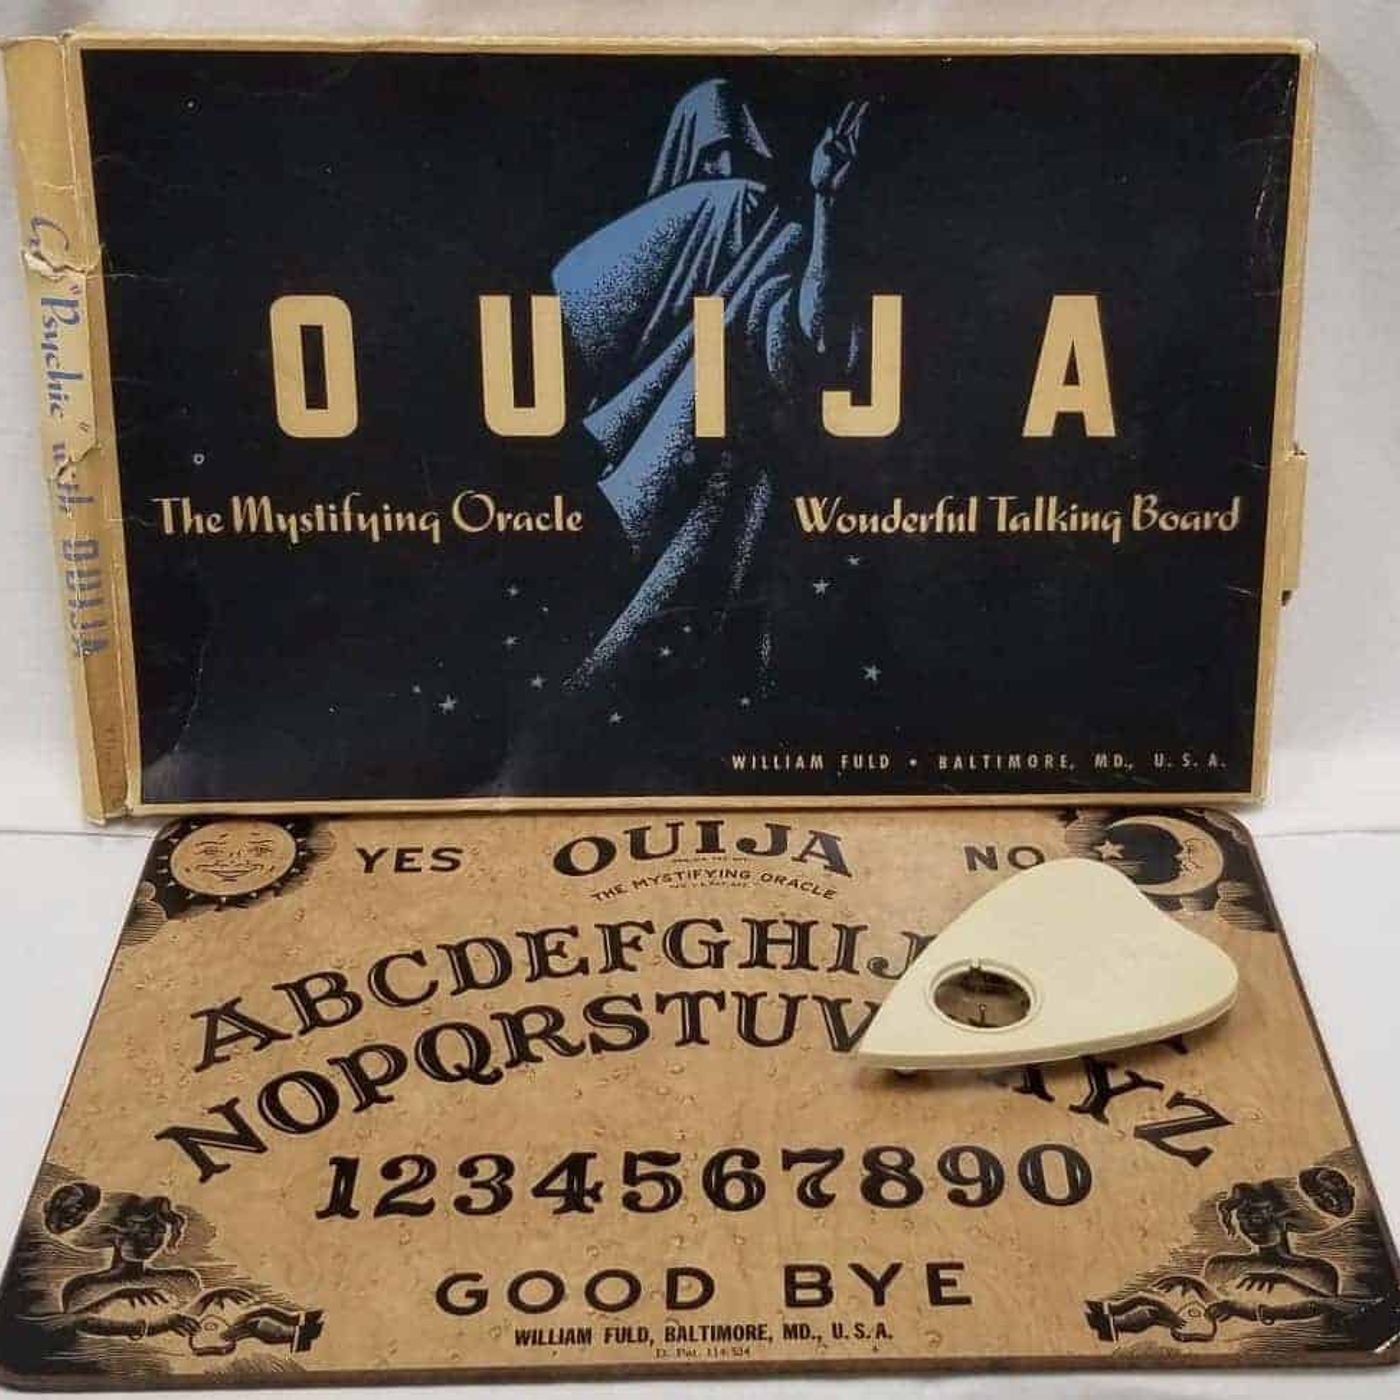 OUIJA
The Mystifying Oracle
Wonderful Talking Board
WILLIAM FULD • BALTIMORE, MD., U.S.A.
"Psychic" with OUIJA
YES
OUIJA
NO
THE MYSTIFYING ORACLE
ABCDEFGHIJ
NOPQRSTUV YZ
1234567890
GOOD BYE
WILLIAM FULD, BALTIMORE, MD., U.S.A.